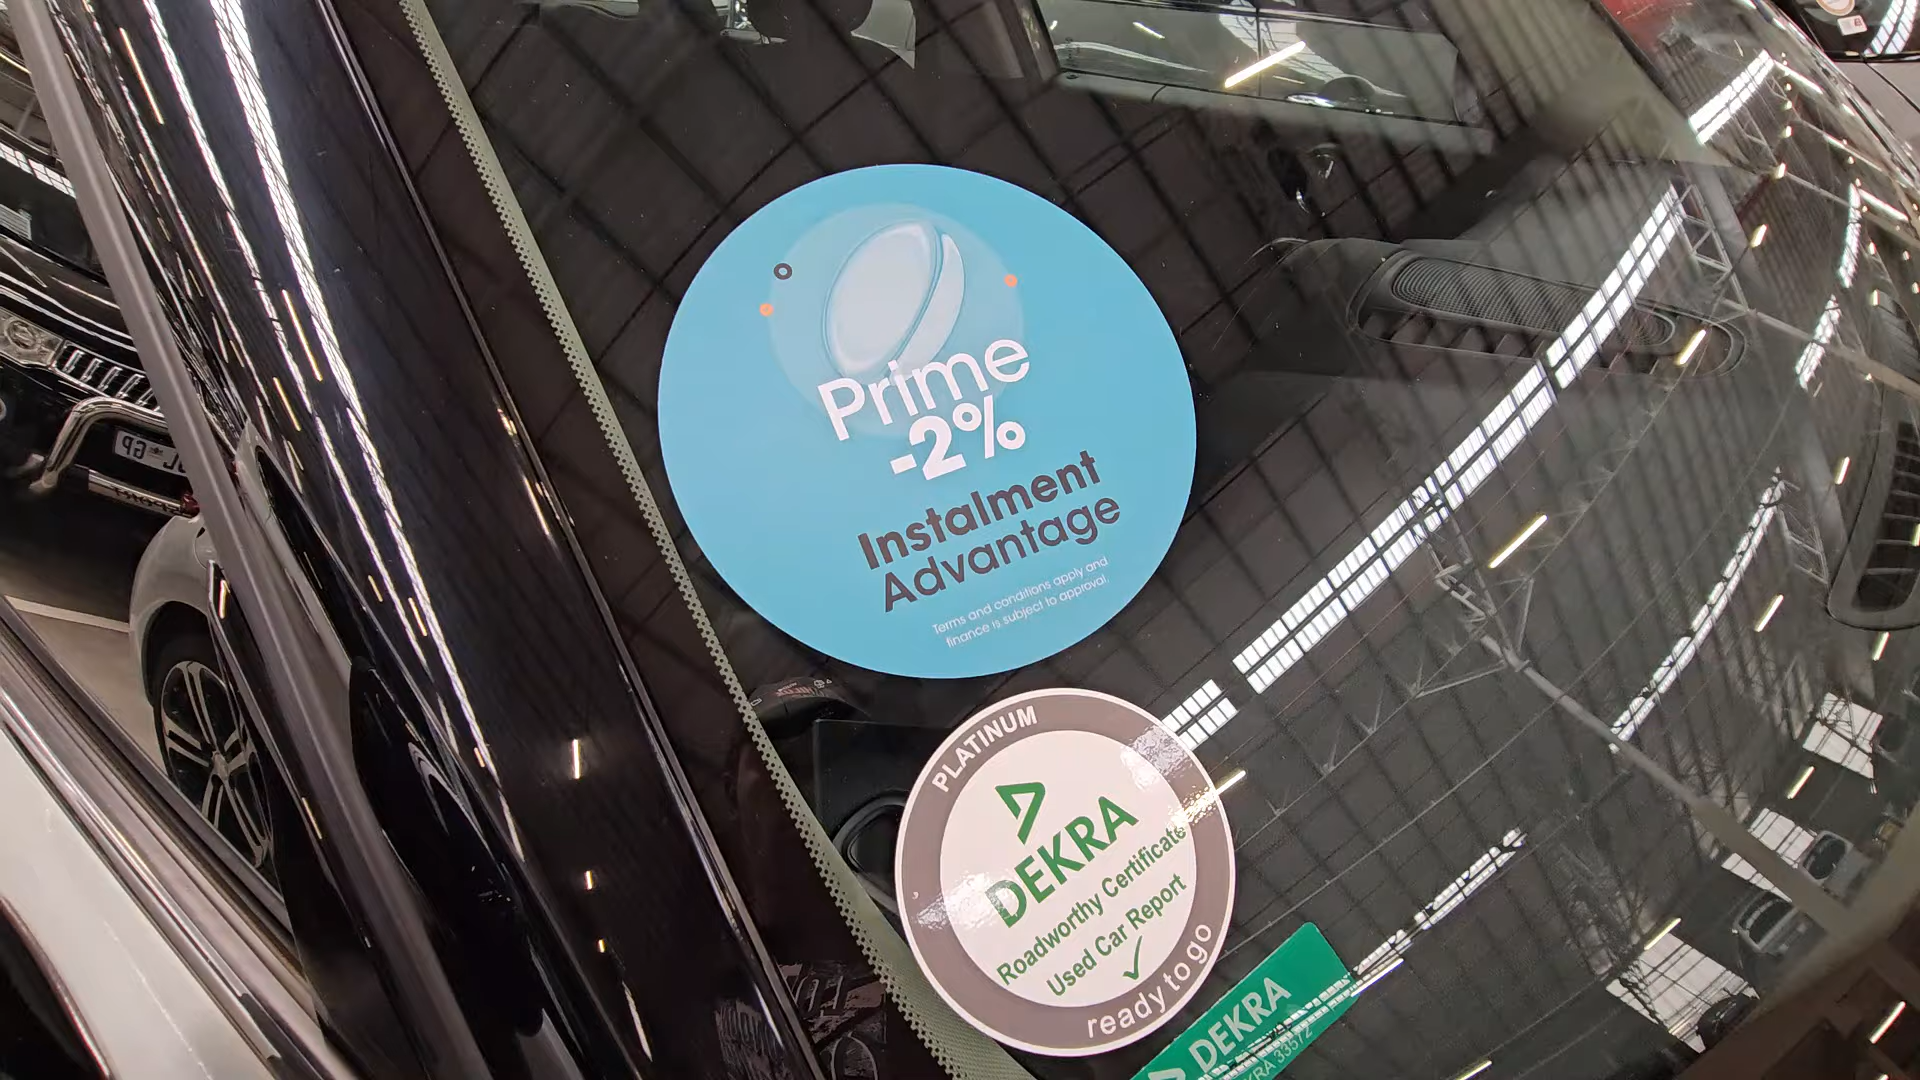 Prime
-2%
Instalment
Advantage
Terms and conditions apply and
finance is subject to approval.
PLATINUM
DEKRA
Roadworthy Certificate
Used Car Report
ready to go
DEKRA